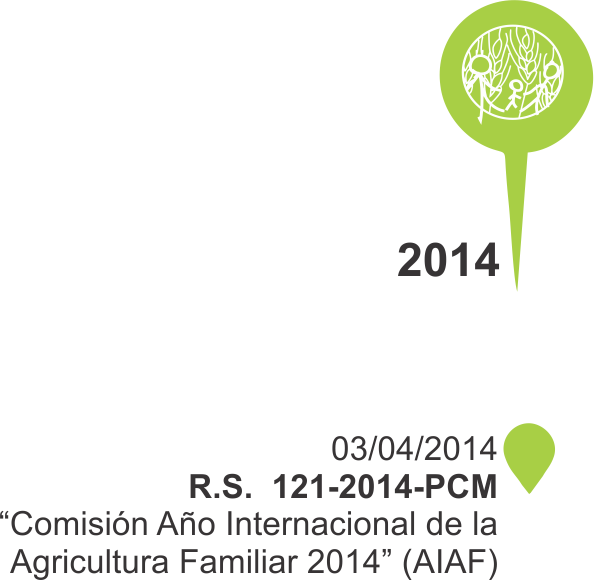 2014
03/04/2014
R.S. 121-2014-PCM
“Comisión Año Internacional de la
Agricultura Familiar 2014” (AIAF)